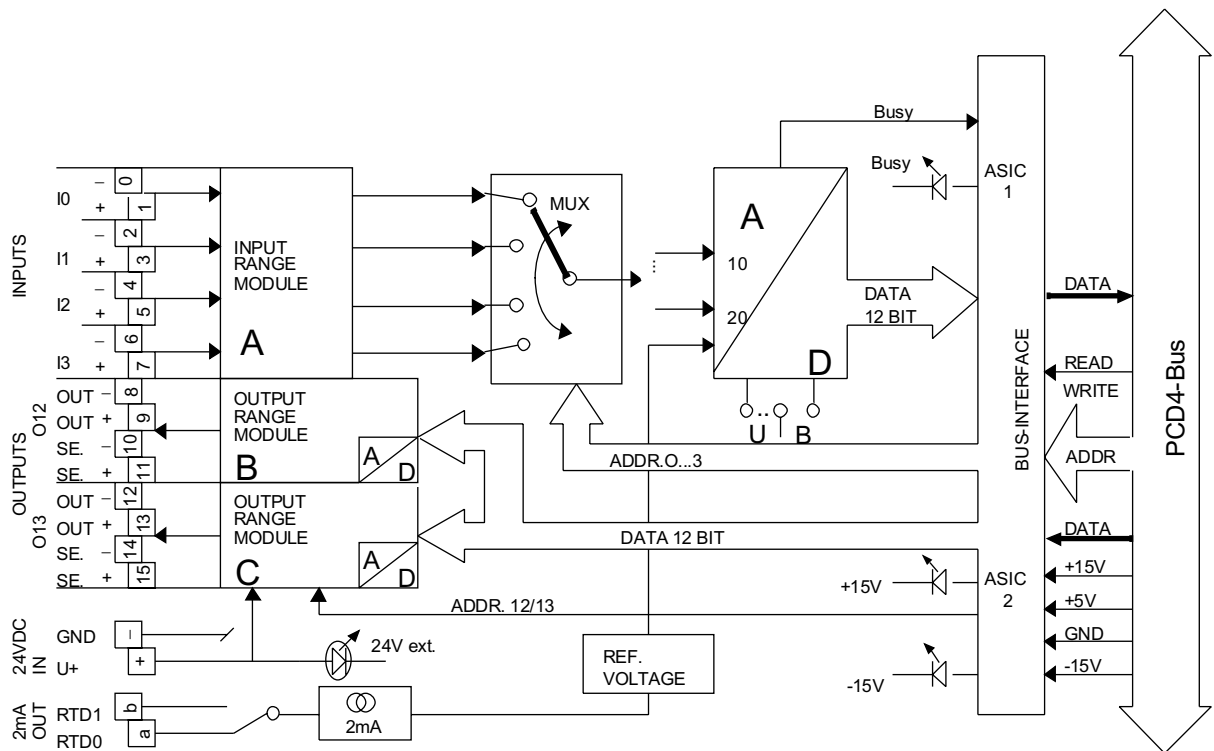 INPUTS
I0
−
+
0
1
I1
−
+
2
3
I2
−
+
4
5
I3
−
+
6
7
INPUT
RANGE
MODULE
A
MUX
Busy
Busy
A
10
20
D
U
..
B
DATA
12 BIT
ASIC
1
BUS-INTERFACE
ASIC
2
DATA
READ
WRITE
ADDR
DATA
+15V
+5V
GND
-15V
PCD4-Bus
OUTPUTS
O12
OUT −
OUT +
SE. −
SE. +
8
9
10
11
OUTPUT
RANGE
MODULE
B
A
D
O13
OUT −
OUT +
SE. −
SE. +
12
13
14
15
OUTPUT
RANGE
MODULE
C
A
D
ADDR.O...3
DATA 12 BIT
ADDR. 12/13
+15V
-15V
24VDC
IN
GND
−
U+
+
24V ext.
REF.
VOLTAGE
2mA
OUT
RTD1
b
RTD0
a
2mA